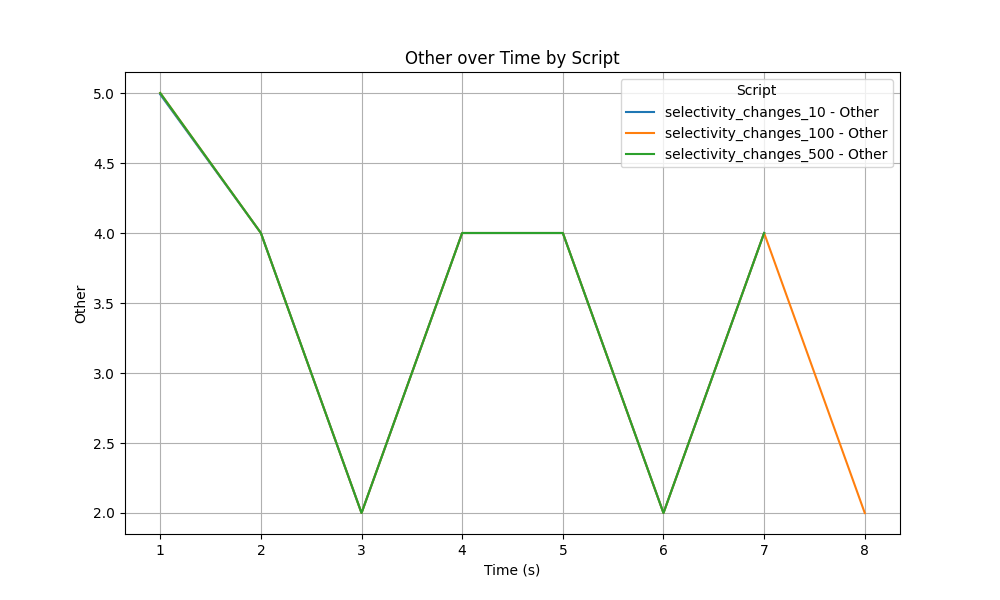 Other over Time by Script
Script
selectivity_changes_10 - Other
selectivity_changes_100 - Other
selectivity_changes_500 - Other
Other
5.0
4.5
4.0
3.5
3.0
2.5
2.0
1 2 3 4 5 6 7 8
Time (s)